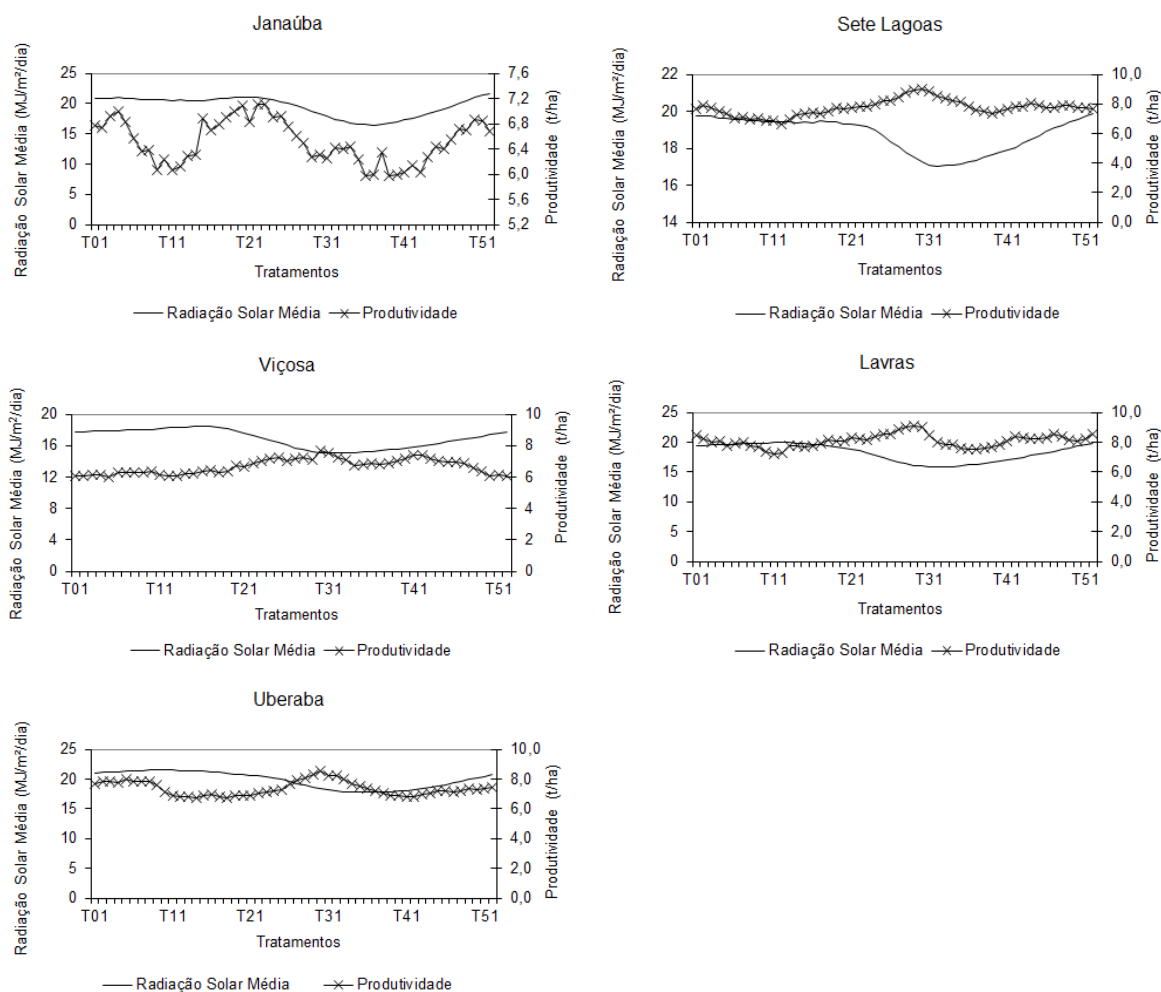 Janaúba
Radiação Solar Média (MJ/m²/dia)
25
20
15
10
5
0
7,6
7,2
6,8
6,4
6,0
5,6
5,2
Produtividade (t/ha)
T01 T11 T21 T31 T41 T51
Tratamentos
Radiação Solar Média Produtividade
Sete Lagoas
Radiação Solar Média (MJ/m²/dia)
22
20
18
16
14
10,0
8,0
6,0
4,0
2,0
0,0
Produtividade (t/ha)
T01 T11 T21 T31 T41 T51
Tratamentos
Radiação Solar Média Produtividade
Viçosa
Radiação Solar Média (MJ/m²/dia)
20
16
12
8
4
0
10
8
6
4
2
0
Produtividade (t/ha)
T01 T11 T21 T31 T41 T51
Tratamentos
Radiação Solar Média Produtividade
Lavras
Radiação Solar Média (MJ/m²/dia)
25
20
15
10
5
0
10,0
8,0
6,0
4,0
2,0
0,0
Produtividade (t/ha)
T01 T11 T21 T31 T41 T51
Tratamentos
Radiação Solar Média Produtividade
Uberaba
Radiação Solar Média (MJ/m²/dia)
25
20
15
10
5
0
10,0
8,0
6,0
4,0
2,0
0,0
Produtividade (t/ha)
T01 T11 T21 T31 T41 T51
Tratamentos
Radiação Solar Média Produtividade